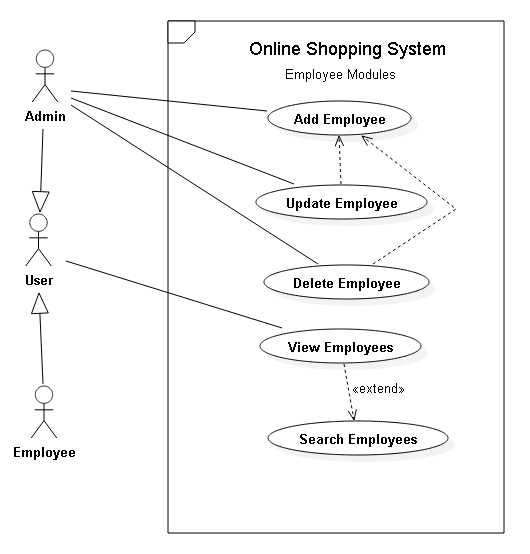 Online Shopping System
Employee Modules
Admin
Add Employee
Update Employee
User
Delete Employee
View Employees
«extend»
Employee
Search Employees